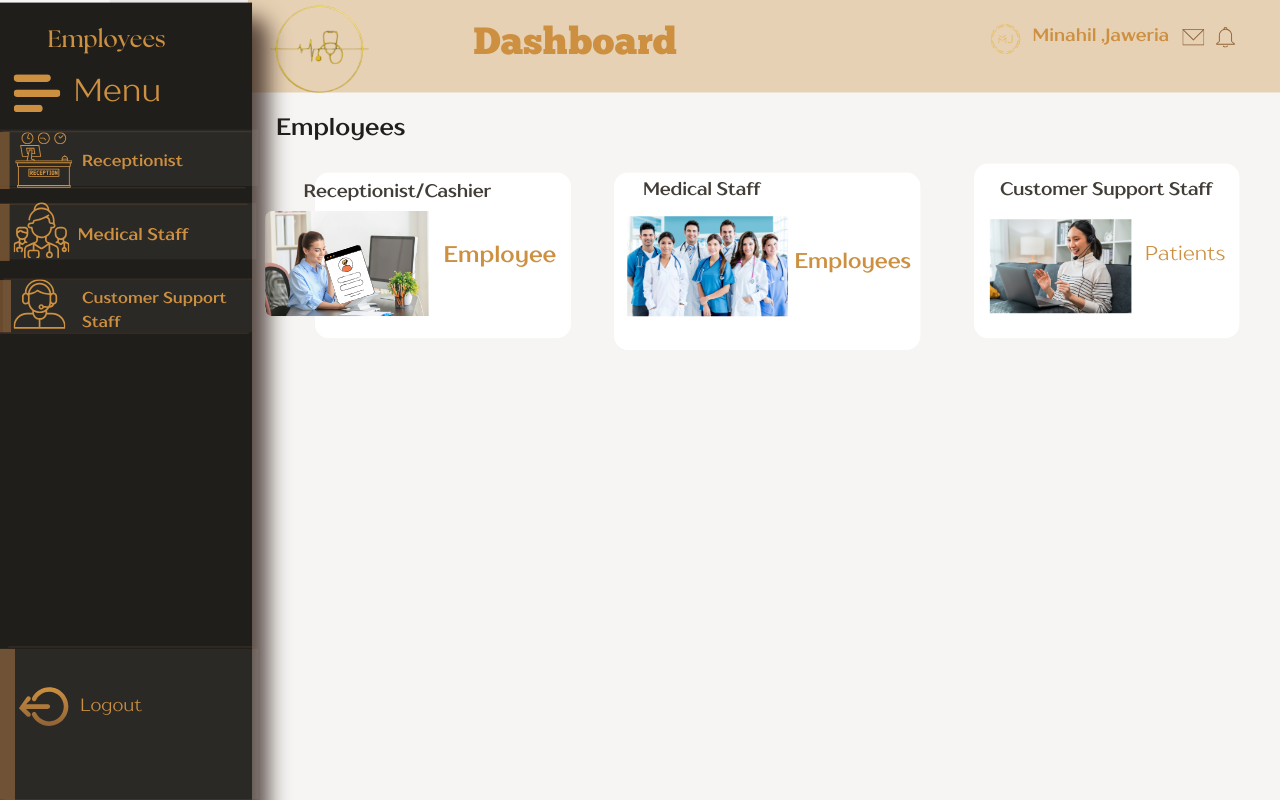 Employees
Menu
RECEPTION
Receptionist
Medical Staff
Customer Support
Staff
Logout
Dashboard
Minahil Jaweria
Employees
Receptionist/Cashier
Employee
Medical Staff
Employees
Customer Support Staff
Patients